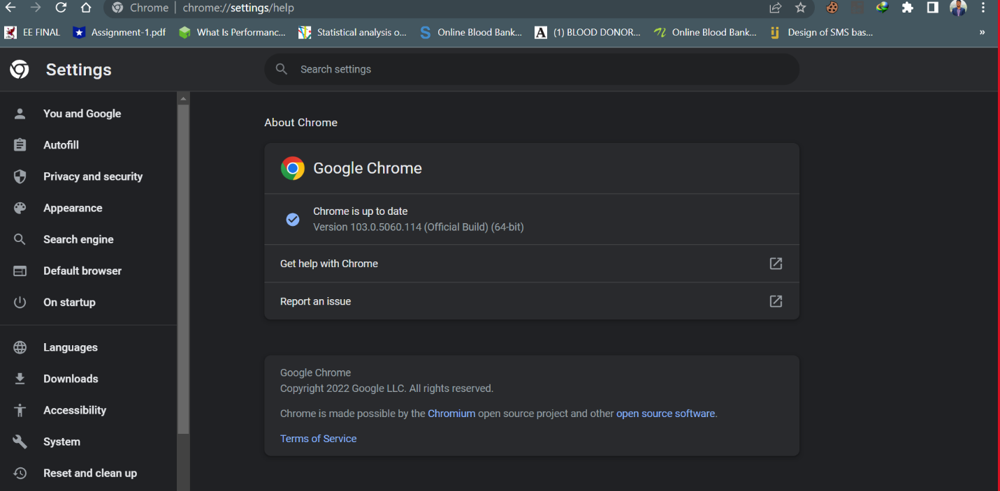 Chrome | chrome://settings/help
EE FINAL
Assignment-1.pdf
What Is Performanc...
Statistical analysis o...
S
Online Blood Bank...
A
(1) BLOOD DONOR...
Online Blood Bank...
ij
Design of SMS bas...
»
Settings
Search settings
You and Google
Autofill
Privacy and security
Appearance
Search engine
Default browser
On startup
Languages
Downloads
Accessibility
System
Reset and clean up
About Chrome
Google Chrome
Chrome is up to date
Version 103.0.5060.114 (Official Build) (64-bit)
Get help with Chrome
Report an issue
Google Chrome
Copyright 2022 Google LLC. All rights reserved.
Chrome is made possible by the Chromium open source project and other open source software.
Terms of Service